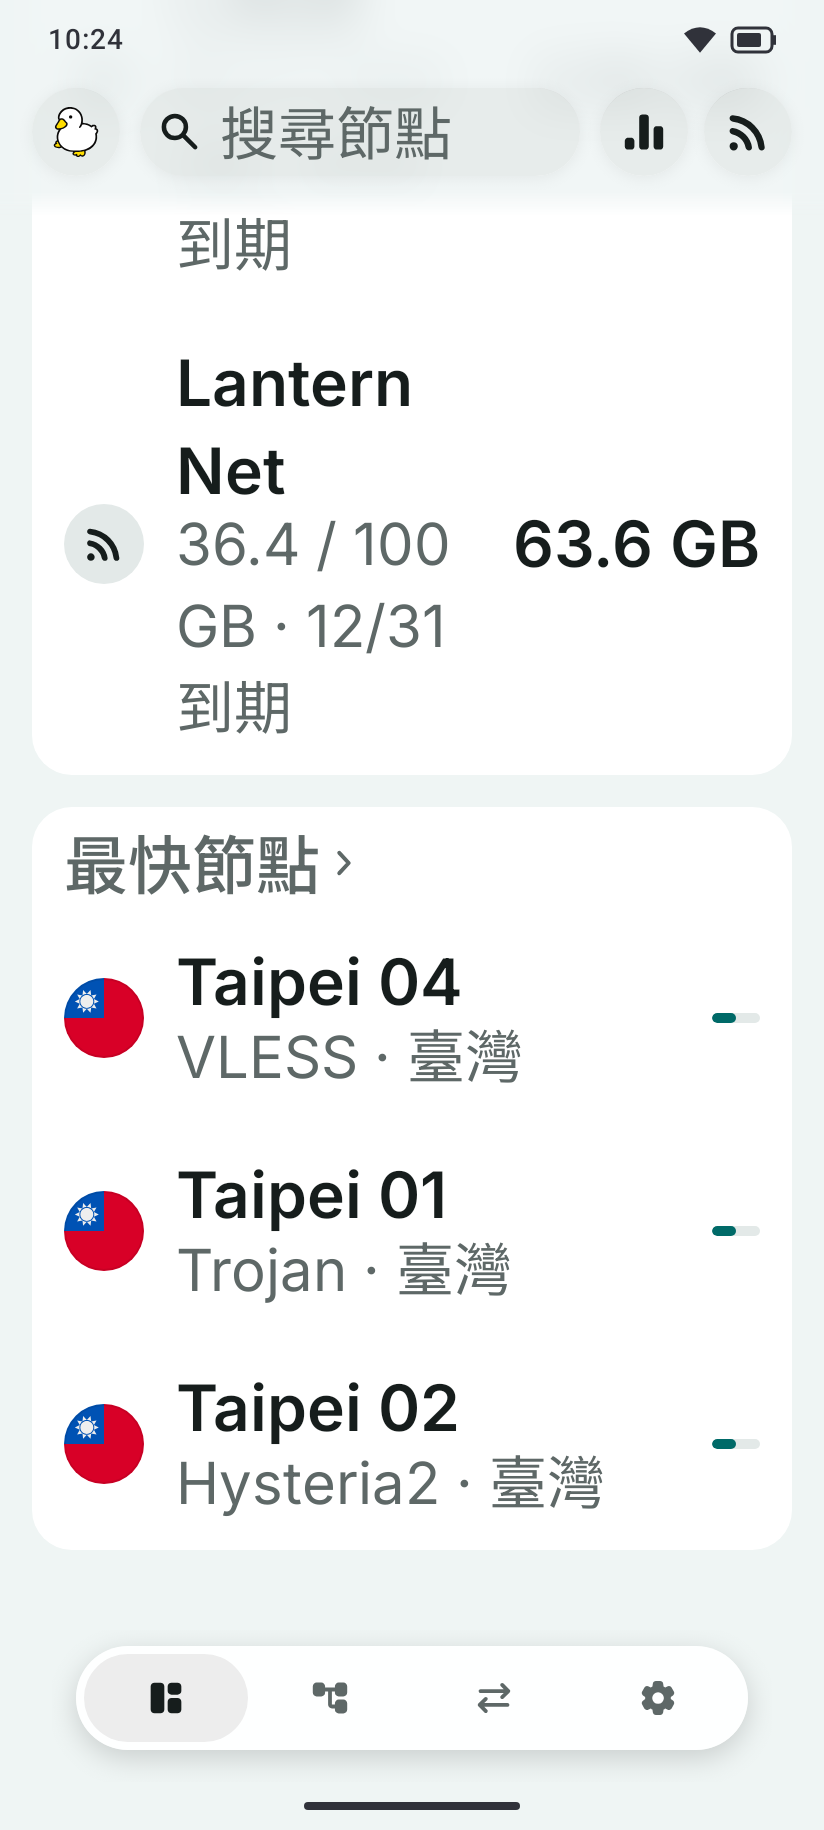 10:24
搜尋節點
到期
Lantern
Net
36.4 / 100
GB · 12/31
到期
63.6 GB
最快節點
Taipei 04
VLESS · 臺灣
Taipei 01
Trojan · 臺灣
Taipei 02
Hysteria2 · 臺灣